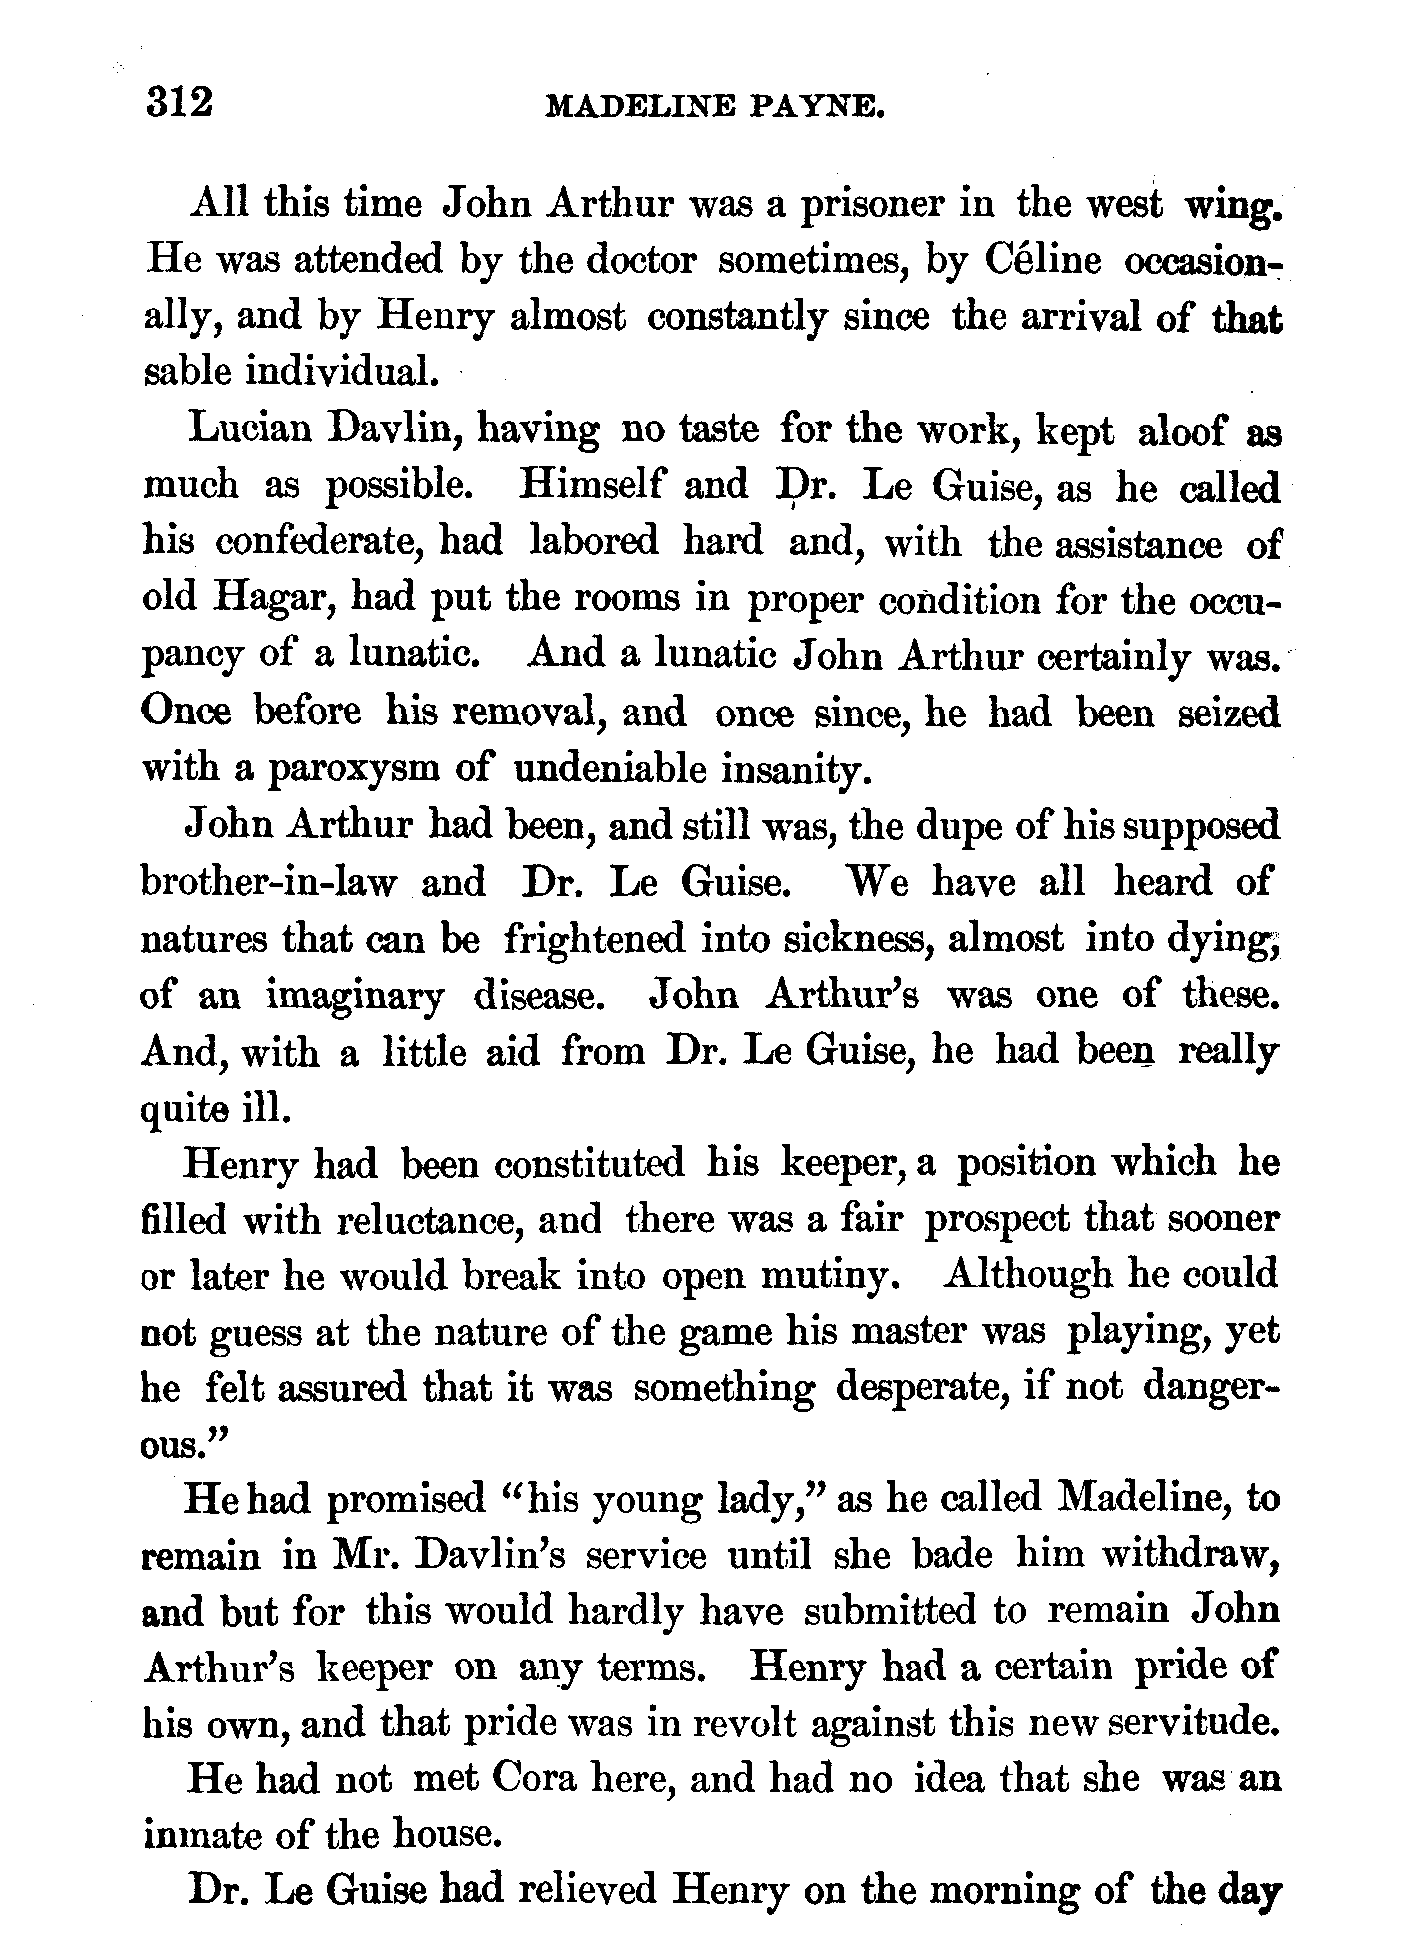 312 MADELINE PAYNE.
All this time John Arthur was a prisoner in the west wing.
He was attended by the doctor sometimes, by Céline occasion-
ally, and by Henry almost constantly since the arrival of that
sable individual.
Lucian Davlin, having no taste for the work, kept aloof as
much as possible. Himself and Dr. Le Guise, as he called
his confederate, had labored hard and, with the assistance of
old Hagar, had put the rooms in proper condition for the occu-
pancy of a lunatic. And a lunatic John Arthur certainly was.
Once before his removal, and once since, he had been seized
with a paroxysm of undeniable insanity.
John Arthur had been, and still was, the dupe of his supposed
brother-in-law and Dr. Le Guise. We have all heard of
natures that can be frightened into sickness, almost into dying,
of an imaginary disease. John Arthur's was one of these.
And, with a little aid from Dr. Le Guise, he had been really
quite ill.
Henry had been constituted his keeper, a position which he
filled with reluctance, and there was a fair prospect that sooner
or later he would break into open mutiny. Although he could
not guess at the nature of the game his master was playing, yet
he felt assured that it was something desperate, if not danger-
ous.”
He had promised “his young lady,” as he called Madeline, to
remain in Mr. Davlin's service until she bade him withdraw,
and but for this would hardly have submitted to remain John
Arthur's keeper on any terms. Henry had a certain pride of
his own, and that pride was in revolt against this new servitude.
He had not met Cora here, and had no idea that she was an
inmate of the house.
Dr. Le Guise had relieved Henry on the morning of the day